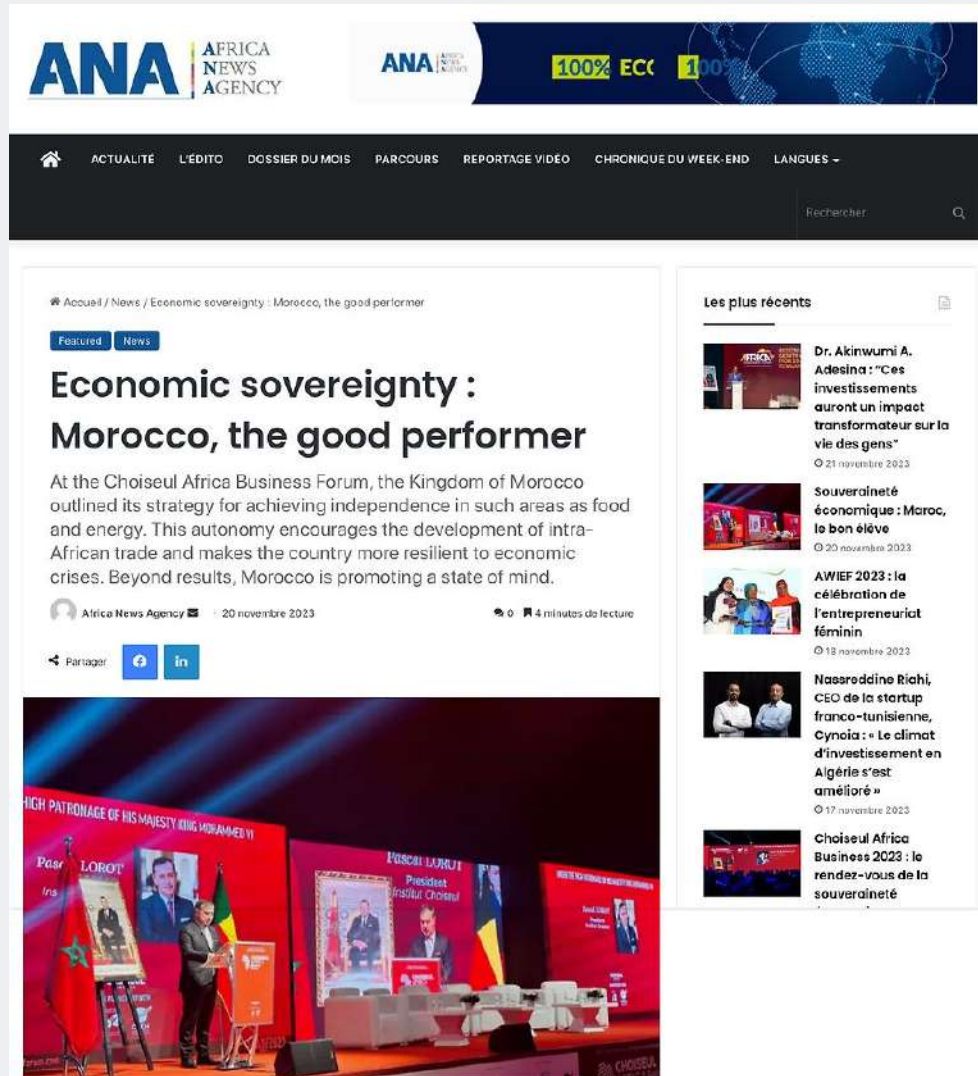 ANA
AFRICA
NEWS
AGENCY
ANA
AFRICA
NEWS
AGENCY
100% ECO
100%
ACTUALITÉ
L'ÉDITO
DOSSIER DU MOIS
PARCOURS
REPORTAGE VIDÉO
CHRONIQUE DU WEEK-END
LANGUES
Rechercher
Accueil / News / Economic sovereignty : Morocco, the good performer
Featured
News
Economic sovereignty :
Morocco, the good performer
At the Choiseul Africa Business Forum, the Kingdom of Morocco
outlined its strategy for achieving independence in such areas as food
and energy. This autonomy encourages the development of intra-
African trade and makes the country more resilient to economic
crises. Beyond results, Morocco is promoting a state of mind.
Africa News Agency · 20 novembre 2023
0 4 minutes de lecture
Partager
in
HIGH PATRONAGE OF HIS MAJESTY KING MOHAMMED VI
LOROT
Pascal LOROT
President
Institut Choiseul
CHOISEUL
Les plus récents
Dr. Akinwumi A.
Adesina : "Ces
investissements
auront un impact
transformateur sur la
vie des gens"
21 novembre 2023
Souveraineté
économique : Maroc,
le bon élève
20 novembre 2023
AWIEF 2023 : la
célébration de
l'entrepreneuriat
féminin
18 novembre 2023
Nassreddine Riahi,
CEO de la startup
franco-tunisienne,
Cynoia : « Le climat
d'investissement en
Algérie s'est
amélioré »
17 novembre 2023
Choiseul Africa
Business 2023 : le
rendez-vous de la
souveraineté